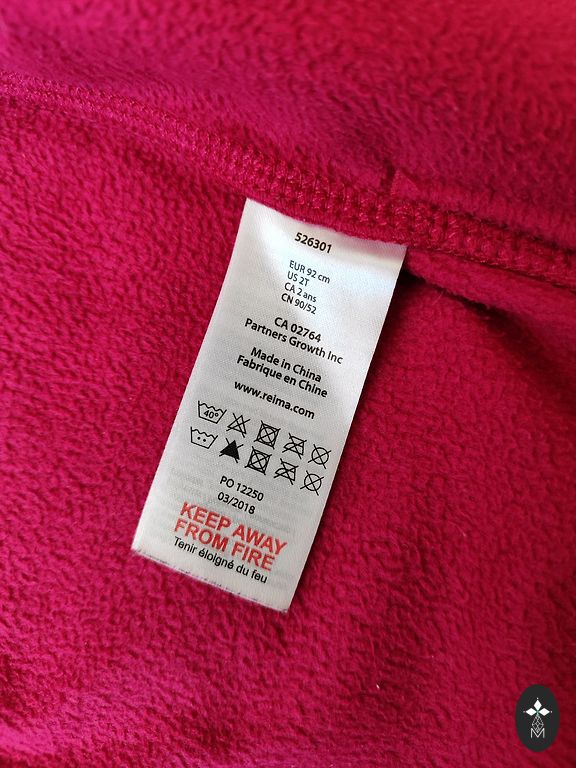 526301
EUR 92 cm
US 2T
CA 2 ans
CN 90/52
CA 02764
Partners Growth Inc
Made in China
Fabrique en Chine
www.reima.com
40°
PO 12250
03/2018
KEEP AWAY
FROM FIRE
Tenir éloigné du feu
M